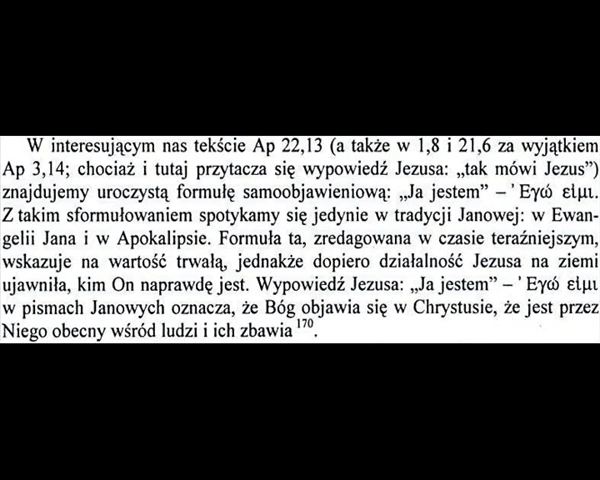 W interesującym nas tekście Ap 22,13 (a także w 1,8 i 21,6 za wyjątkiem
Ap 3,14; chociaż i tutaj przytacza się wypowiedź Jezusa: „tak mówi Jezus”)
znajdujemy uroczystą formułę samoobjawieniową: „Ja jestem” – ’Εγώ εἰμι.
Z takim sformułowaniem spotykamy się jedynie w tradycji Janowej: w Ewan-
gelii Jana i w Apokalipsie. Formuła ta, zredagowana w czasie teraźniejszym,
wskazuje na wartość trwałą, jednakże dopiero działalność Jezusa na ziemi
ujawniła, kim On naprawdę jest. Wypowiedź Jezusa: „Ja jestem” – ’Εγώ εἰμι
w pismach Janowych oznacza, że Bóg objawia się w Chrystusie, że jest przez
Niego obecny wśród ludzi i ich zbawia 170.